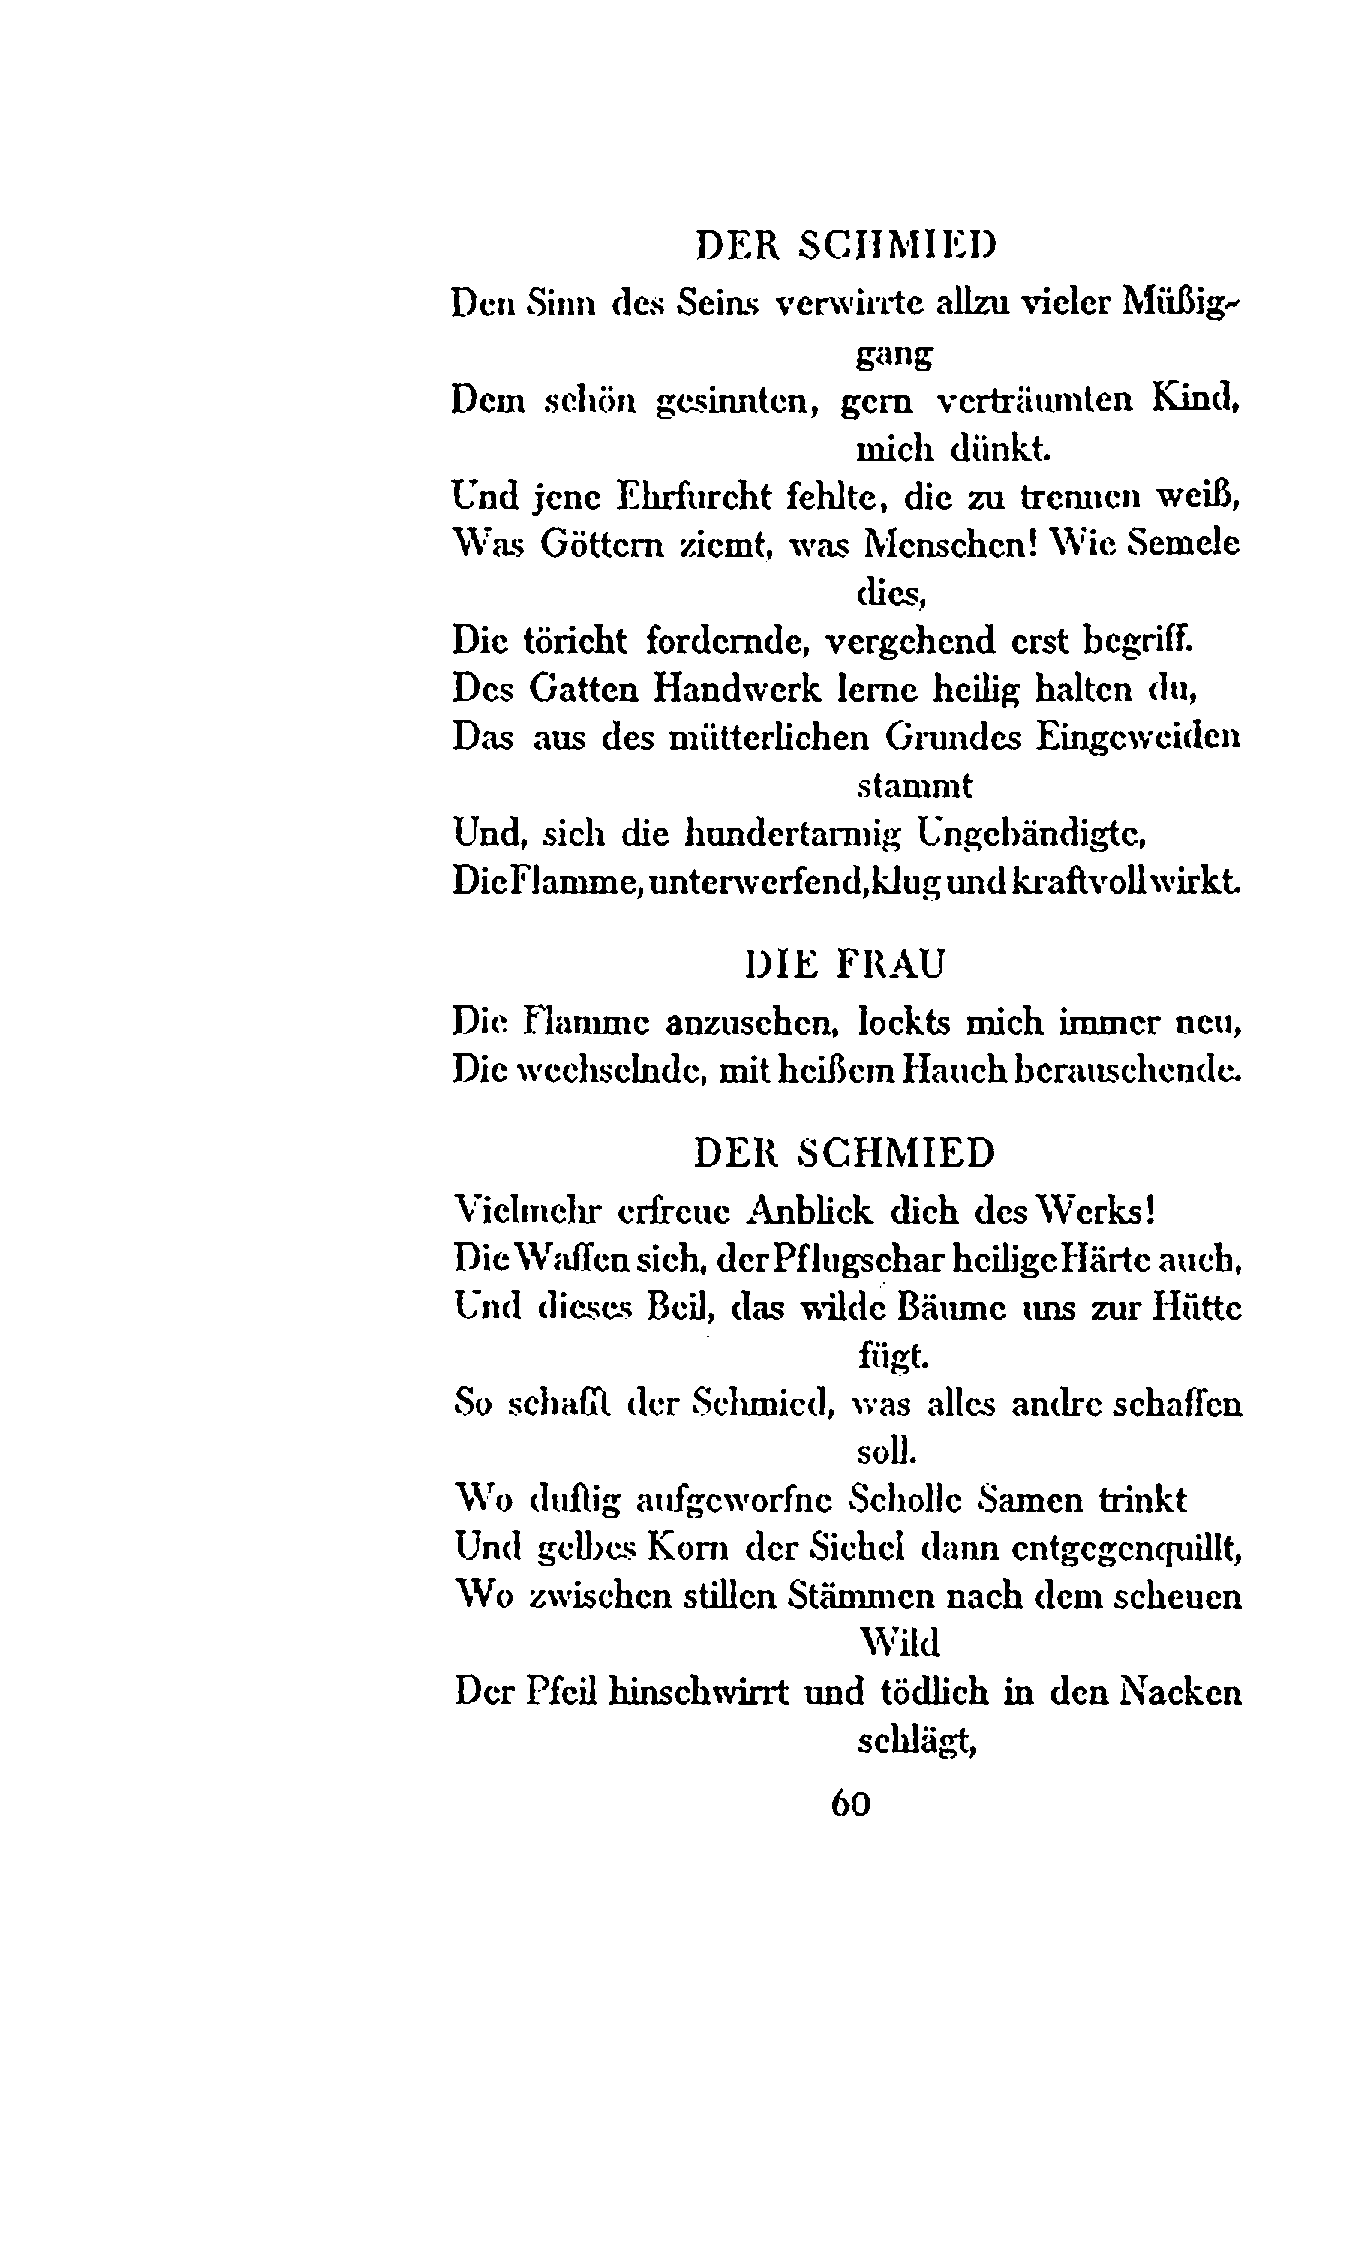 DER SCHMIED
Den Sinn des Seins verwirrte allzu vieler Müßig-
gang
Dem schön gesinnten, gern verträumten Kind,
mich dünkt.
Und jene Ehrfurcht fehlte, die zu trennen weiß,
Was Göttern ziemt, was Menschen! Wie Semele
dies,
Die töricht fordernde, vergehend erst begriff.
Des Gatten Handwerk lerne heilig halten du,
Das aus des mütterlichen Grundes Eingeweiden
stammt
Und, sich die hundertarmig Ungebändigte,
Die Flamme, unterwerfend, klug und kraftvoll wirkt.
DIE FRAU
Die Flamme anzusehen, lockts mich immer neu,
Die wechselnde, mit heißem Hauch berauschende.
DER SCHMIED
Vielmehr erfreue Anblick dich des Werks!
Die Waffen sieh, der Pflugschar heilige Härte auch,
Und dieses Beil, das wilde Bäume uns zur Hütte
fügt.
So schafft der Schmied, was alles andre schaffen
soll.
Wo duftig aufgeworfne Scholle Samen trinkt
Und gelbes Korn der Sichel dann entgegenquillt,
Wo zwischen stillen Stämmen nach dem scheuen
Wild
Der Pfeil hinschwirrt und tödlich in den Nacken
schlägt,
60